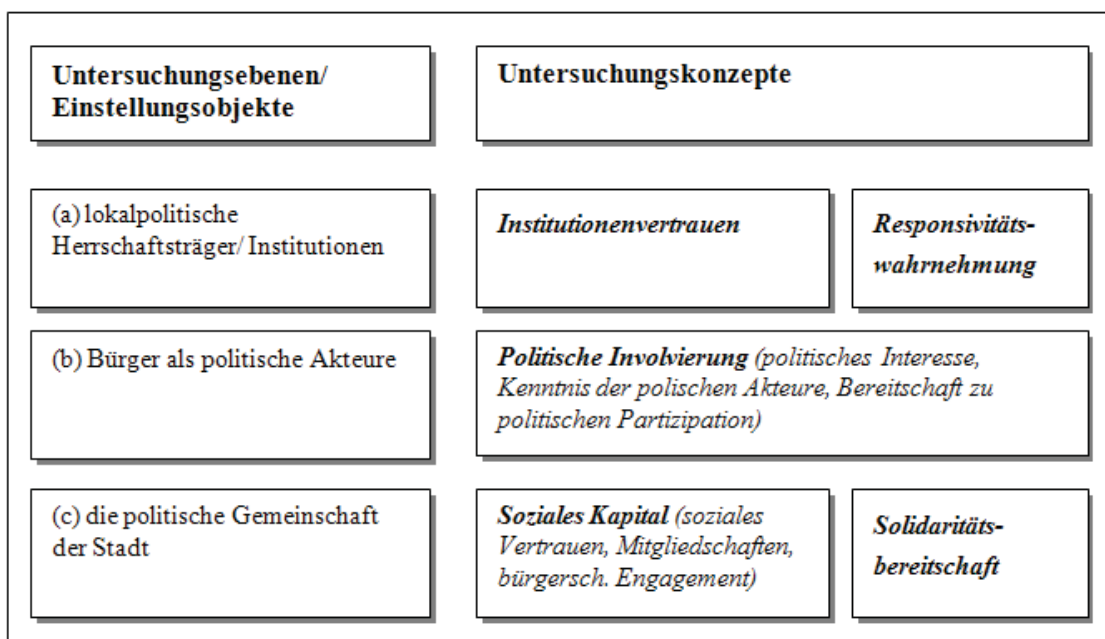 Untersuchungsebenen/
Einstellungsobjekte
Untersuchungskonzepte
(a) lokalpolitische
Herrschaftsträger/ Institutionen
Institutionenvertrauen
Responsivitäts-
wahrnehmung
(b) Bürger als politische Akteure
Politische Involvierung (politisches Interesse,
Kenntnis der polischen Akteure, Bereitschaft zu
politischen Partizipation)
(c) die politische Gemeinschaft
der Stadt
Soziales Kapital (soziales
Vertrauen, Mitgliedschaften,
bürgersch. Engagement)
Solidaritäts-
bereitschaft